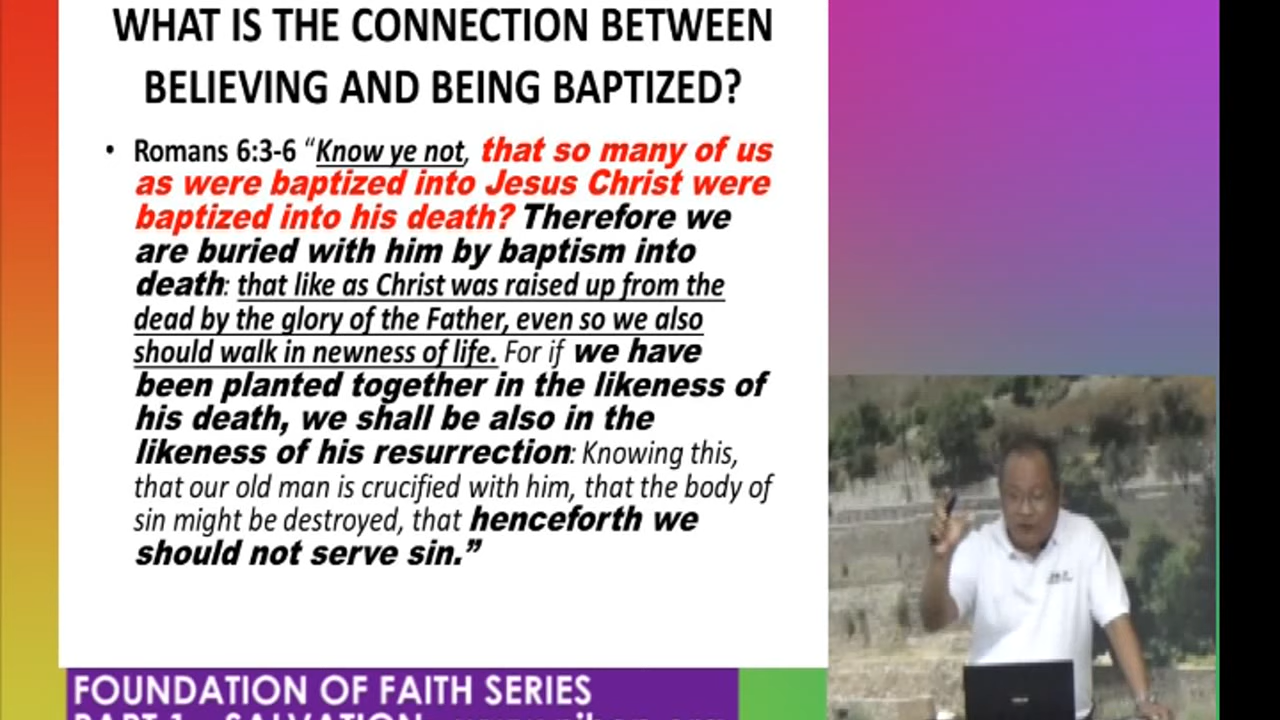 WHAT IS THE CONNECTION BETWEEN
BELIEVING AND BEING BAPTIZED?
• Romans 6:3-6 “Know ye not, that so many of us
as were baptized into Jesus Christ were
baptized into his death? Therefore we
are buried with him by baptism into
death: that like as Christ was raised up from the
dead by the glory of the Father, even so we also
should walk in newness of life. For if we have
been planted together in the likeness of
his death, we shall be also in the
likeness of his resurrection: Knowing this,
that our old man is crucified with him, that the body of
sin might be destroyed, that henceforth we
should not serve sin.”
FOUNDATION OF FAITH SERIES
PART 1 - SALVATION